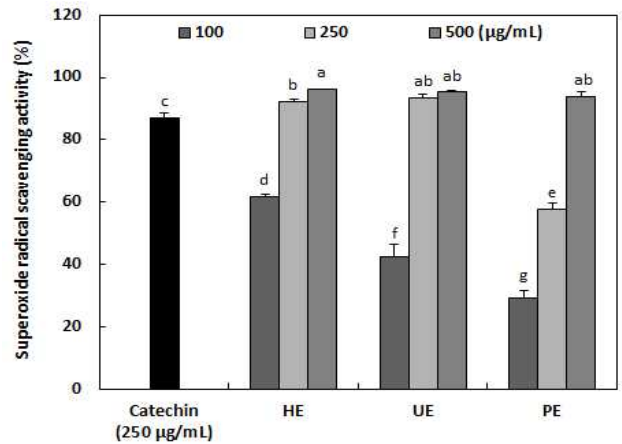 120
100 250 500 (µg/mL)
100
80
60
40
20
0
Superoxide radical scavenging activity (%)
c
d b a
f ab ab
g e ab
Catechin HE UE PE
(250 µg/mL)